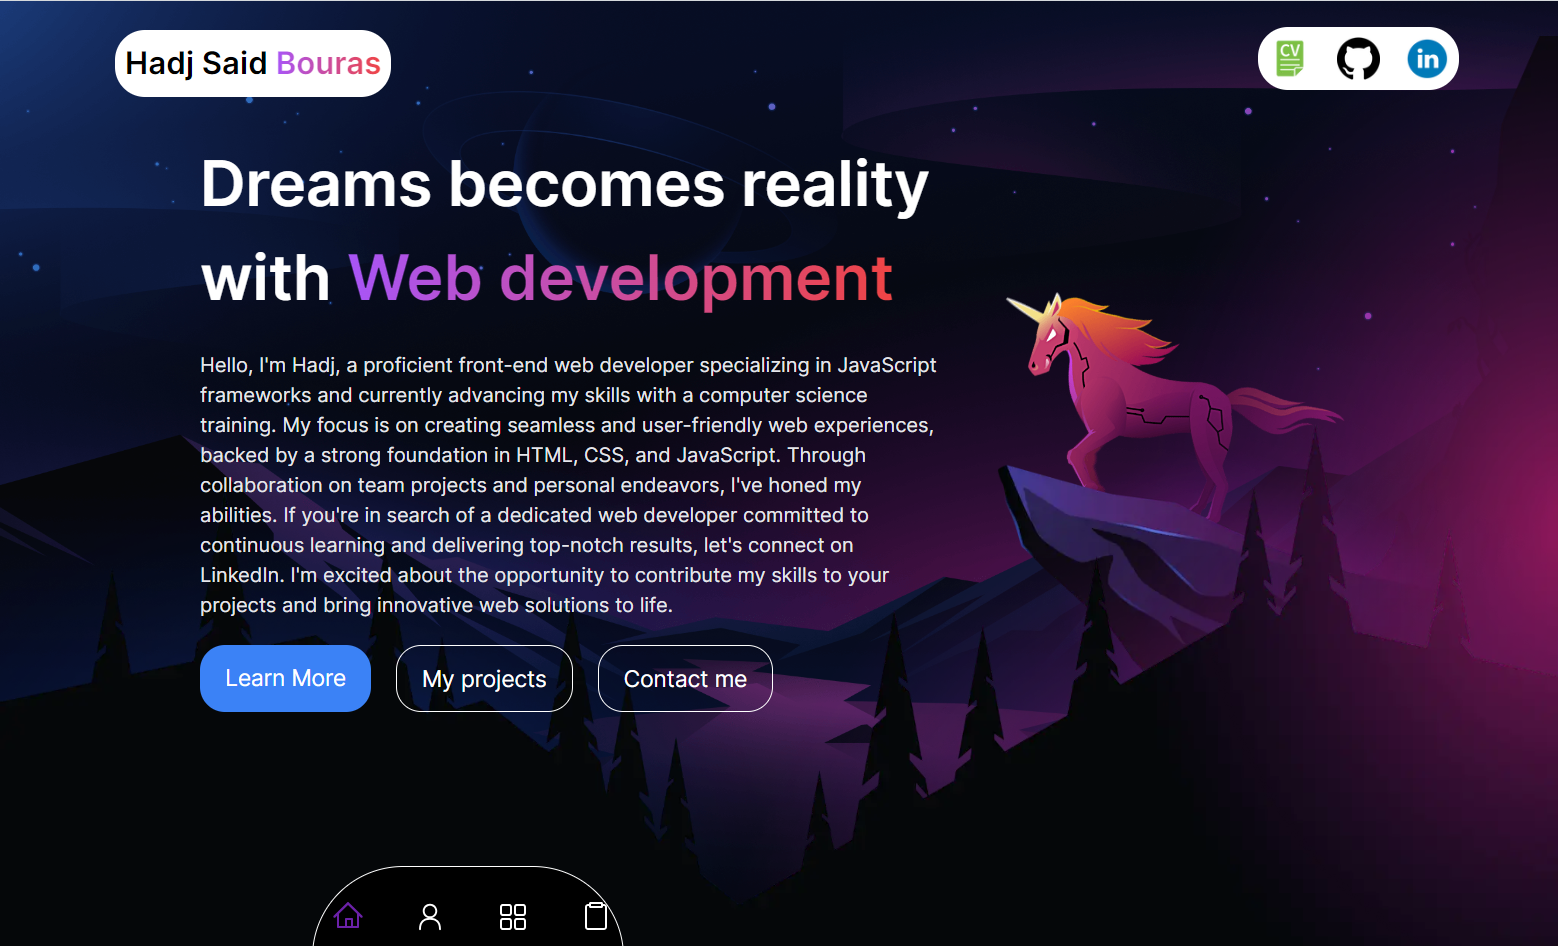 Hadj Said Bouras
CV
in
Dreams becomes reality
with Web development
Hello, I'm Hadj, a proficient front-end web developer specializing in JavaScript
frameworks and currently advancing my skills with a computer science
training. My focus is on creating seamless and user-friendly web experiences,
backed by a strong foundation in HTML, CSS, and JavaScript. Through
collaboration on team projects and personal endeavors, I've honed my
abilities. If you're in search of a dedicated web developer committed to
continuous learning and delivering top-notch results, let's connect on
LinkedIn. I'm excited about the opportunity to contribute my skills to your
projects and bring innovative web solutions to life.
Learn More
My projects
Contact me